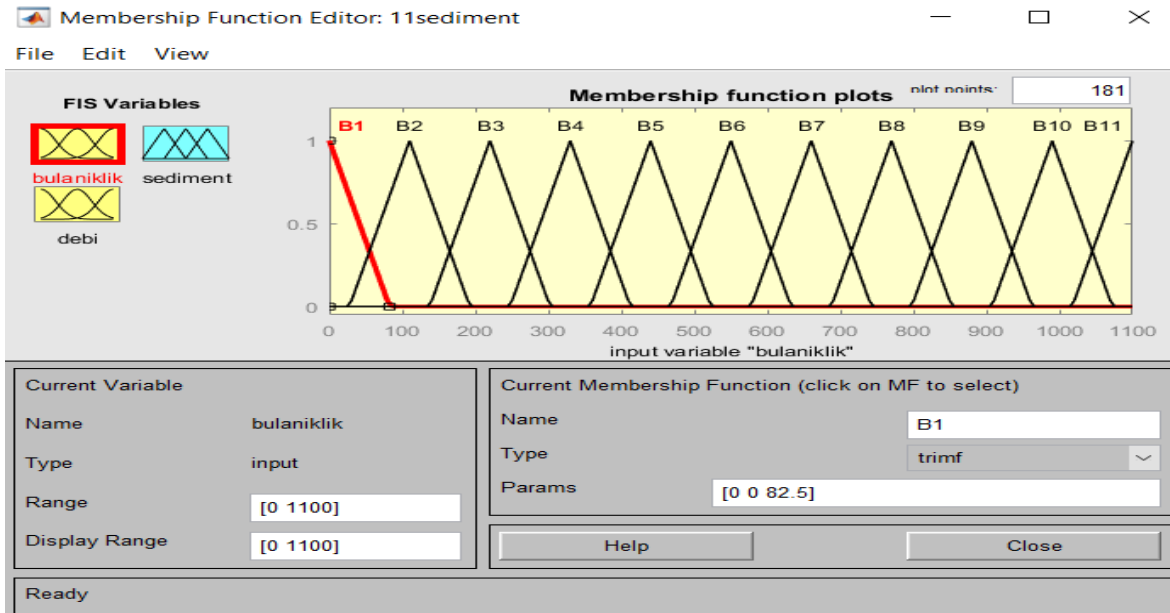 Membership Function Editor: 11sediment
File Edit View
FIS Variables
bulaniklik sediment
debi
Membership function plots plot points: 181
B1 B2 B3 B4 B5 B6 B7 B8 B9 B10 B11
1
0.5
0
0 100 200 300 400 500 600 700 800 900 1000 1100
input variable "bulaniklik"
Current Variable
Name bulaniklik
Type input
Range [0 1100]
Display Range [0 1100]
Current Membership Function (click on MF to select)
Name B1
Type trimf
Params [0 0 82.5]
Help Close
Ready